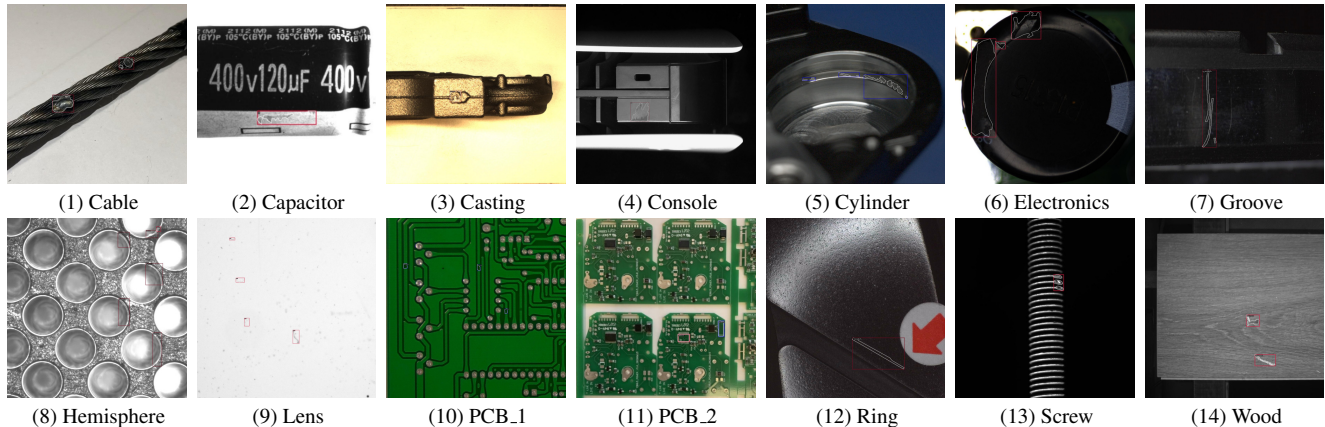 2112 (M) 2112 (M) 2112 (M)
105°C(BY)P 105°C(BY)P 105°C(BY)P
400v120μF 400v1
(1) Cable (2) Capacitor (3) Casting (4) Console (5) Cylinder (6) Electronics (7) Groove
(8) Hemisphere (9) Lens (10) PCB_1 (11) PCB_2 (12) Ring (13) Screw (14) Wood